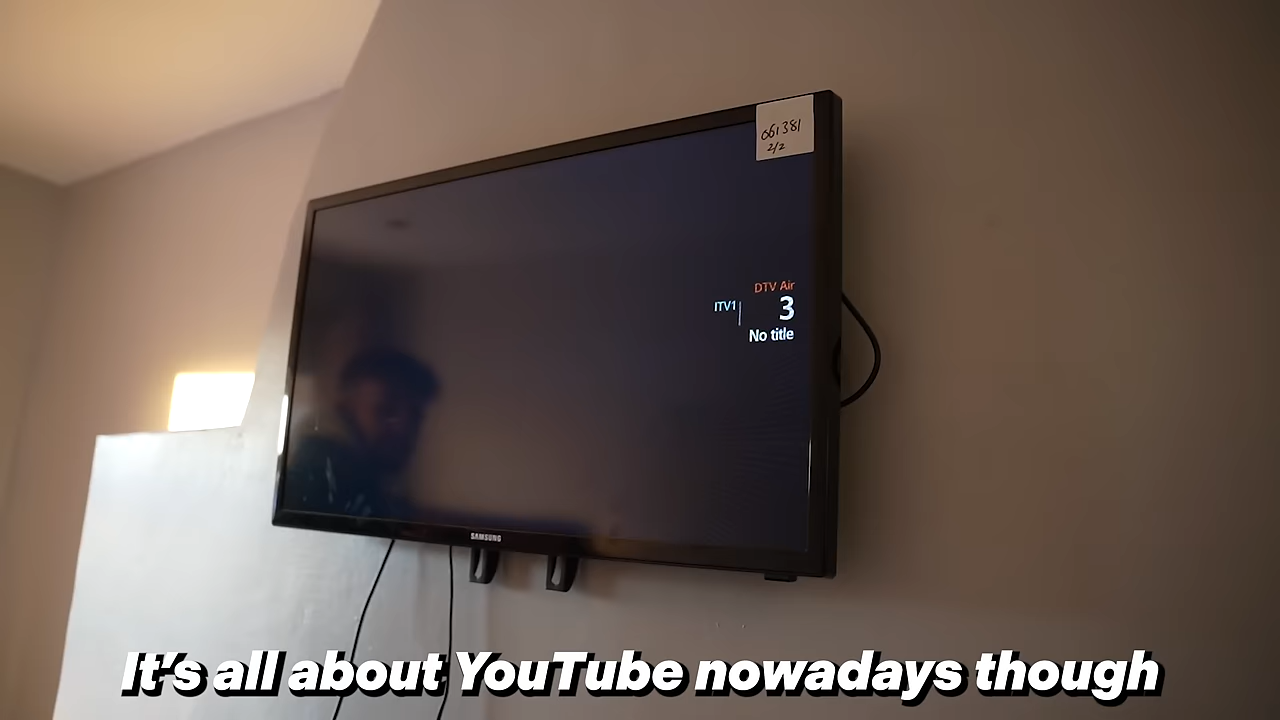 061381
2/2
DTV Air
ITV1 3
No title
SAMSUNG
It's all about YouTube nowadays though